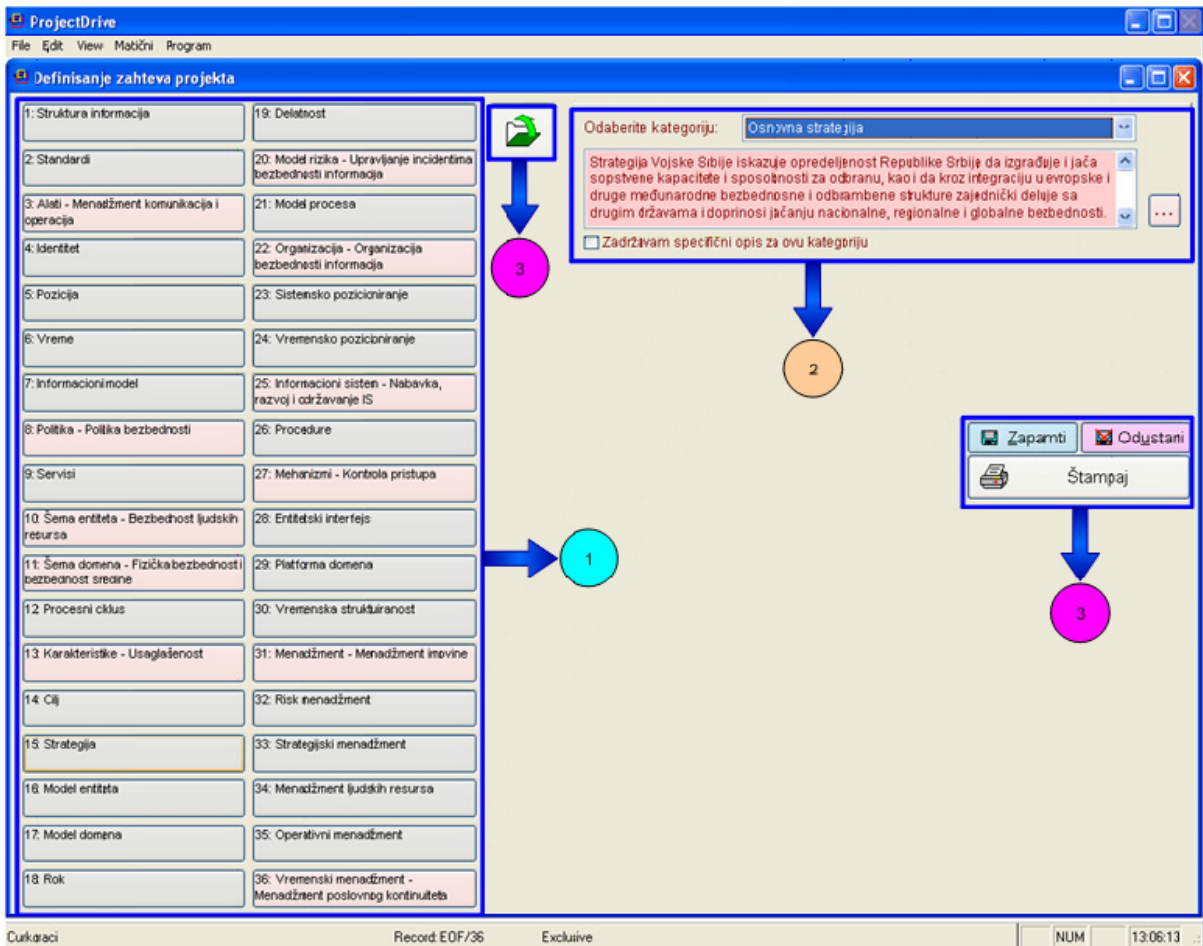 ProjectDrive
File Edit View Matični Program
Definisanje zahteva projekta
1: Struktura informacija
2: Standardi
3: Alati - Menadžment komunikacija i
operacija
4: Identitet
5: Pozicija
6: Vreme
7: Informacioni model
8: Politika - Politika bezbednosti
9: Servisi
10: Šema entiteta - Bezbednost ljudskih
resursa
11: Šema domena - Fizička bezbednost i
bezbednost sredine
12: Procesni ciklus
13: Karakteristike - Usaglašenost
14: Cilj
15: Strategija
16: Model entiteta
17: Model domena
18: Rok
19: Delatnost
20: Model rizika - Upravljanje incidentima
bezbednosti informacija
21: Model procesa
22: Organizacija - Organizacija
bezbednosti informacija
23: Sistemsko pozicioniranje
24: Vremensko pozicioniranje
25: Informacioni sistem - Nabavka,
razvoj i održavanje IS
26: Procedure
27: Mehanizmi - Kontrola pristupa
28: Entitetski interfejs
29: Platforma domena
30: Vremenska struktuiranost
31: Menadžment - Menadžment imovine
32: Risk menadžment
33: Strategijski menadžment
34: Menadžment ljudskih resursa
35: Operativni menadžment
36: Vremenski menadžment -
Menadžment poslovnog kontinuiteta
3
Odaberite kategoriju: Osnovna strategija
Strategija Vojske Srbije iskazuje opredeljenost Republike Srbije da izgrađuje i jača
sopstvene kapacitete i sposobnosti za odbranu, kao i da kroz integraciju u evropske i
druge međunarodne bezbednosne i odbrambene strukture zajednički deluje sa
drugim državama i doprinosi jačanju nacionalne, regionalne i globalne bezbednosti.
...
Zadržavam specifični opis za ovu kategoriju
2
Zapamti Odustani
Štampaj
1
3
Curkaraci Record: EOF/36 Exclusive NUM 13:06:13